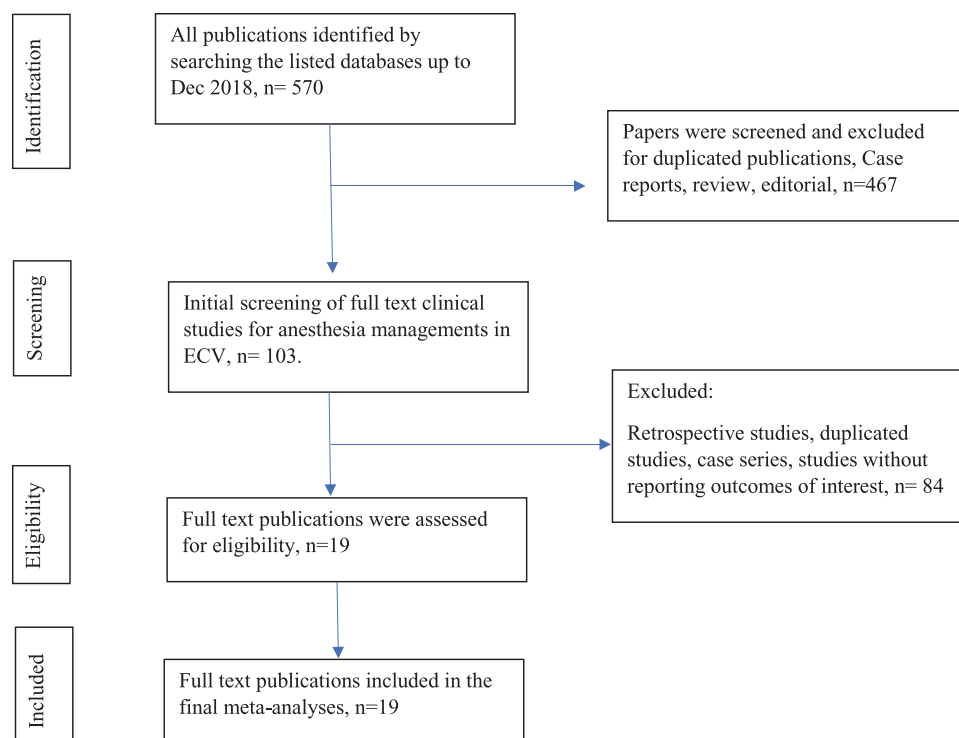 Identification
All publications identified by
searching the listed databases up to
Dec 2018, n= 570
Papers were screened and excluded
for duplicated publications, Case
reports, review, editorial, n=467
Screening
Initial screening of full text clinical
studies for anesthesia managements in
ECV, n= 103.
Excluded:
Retrospective studies, duplicated
studies, case series, studies without
reporting outcomes of interest, n= 84
Eligibility
Full text publications were assessed
for eligibility, n=19
Included
Full text publications included in the
final meta-analyses, n=19